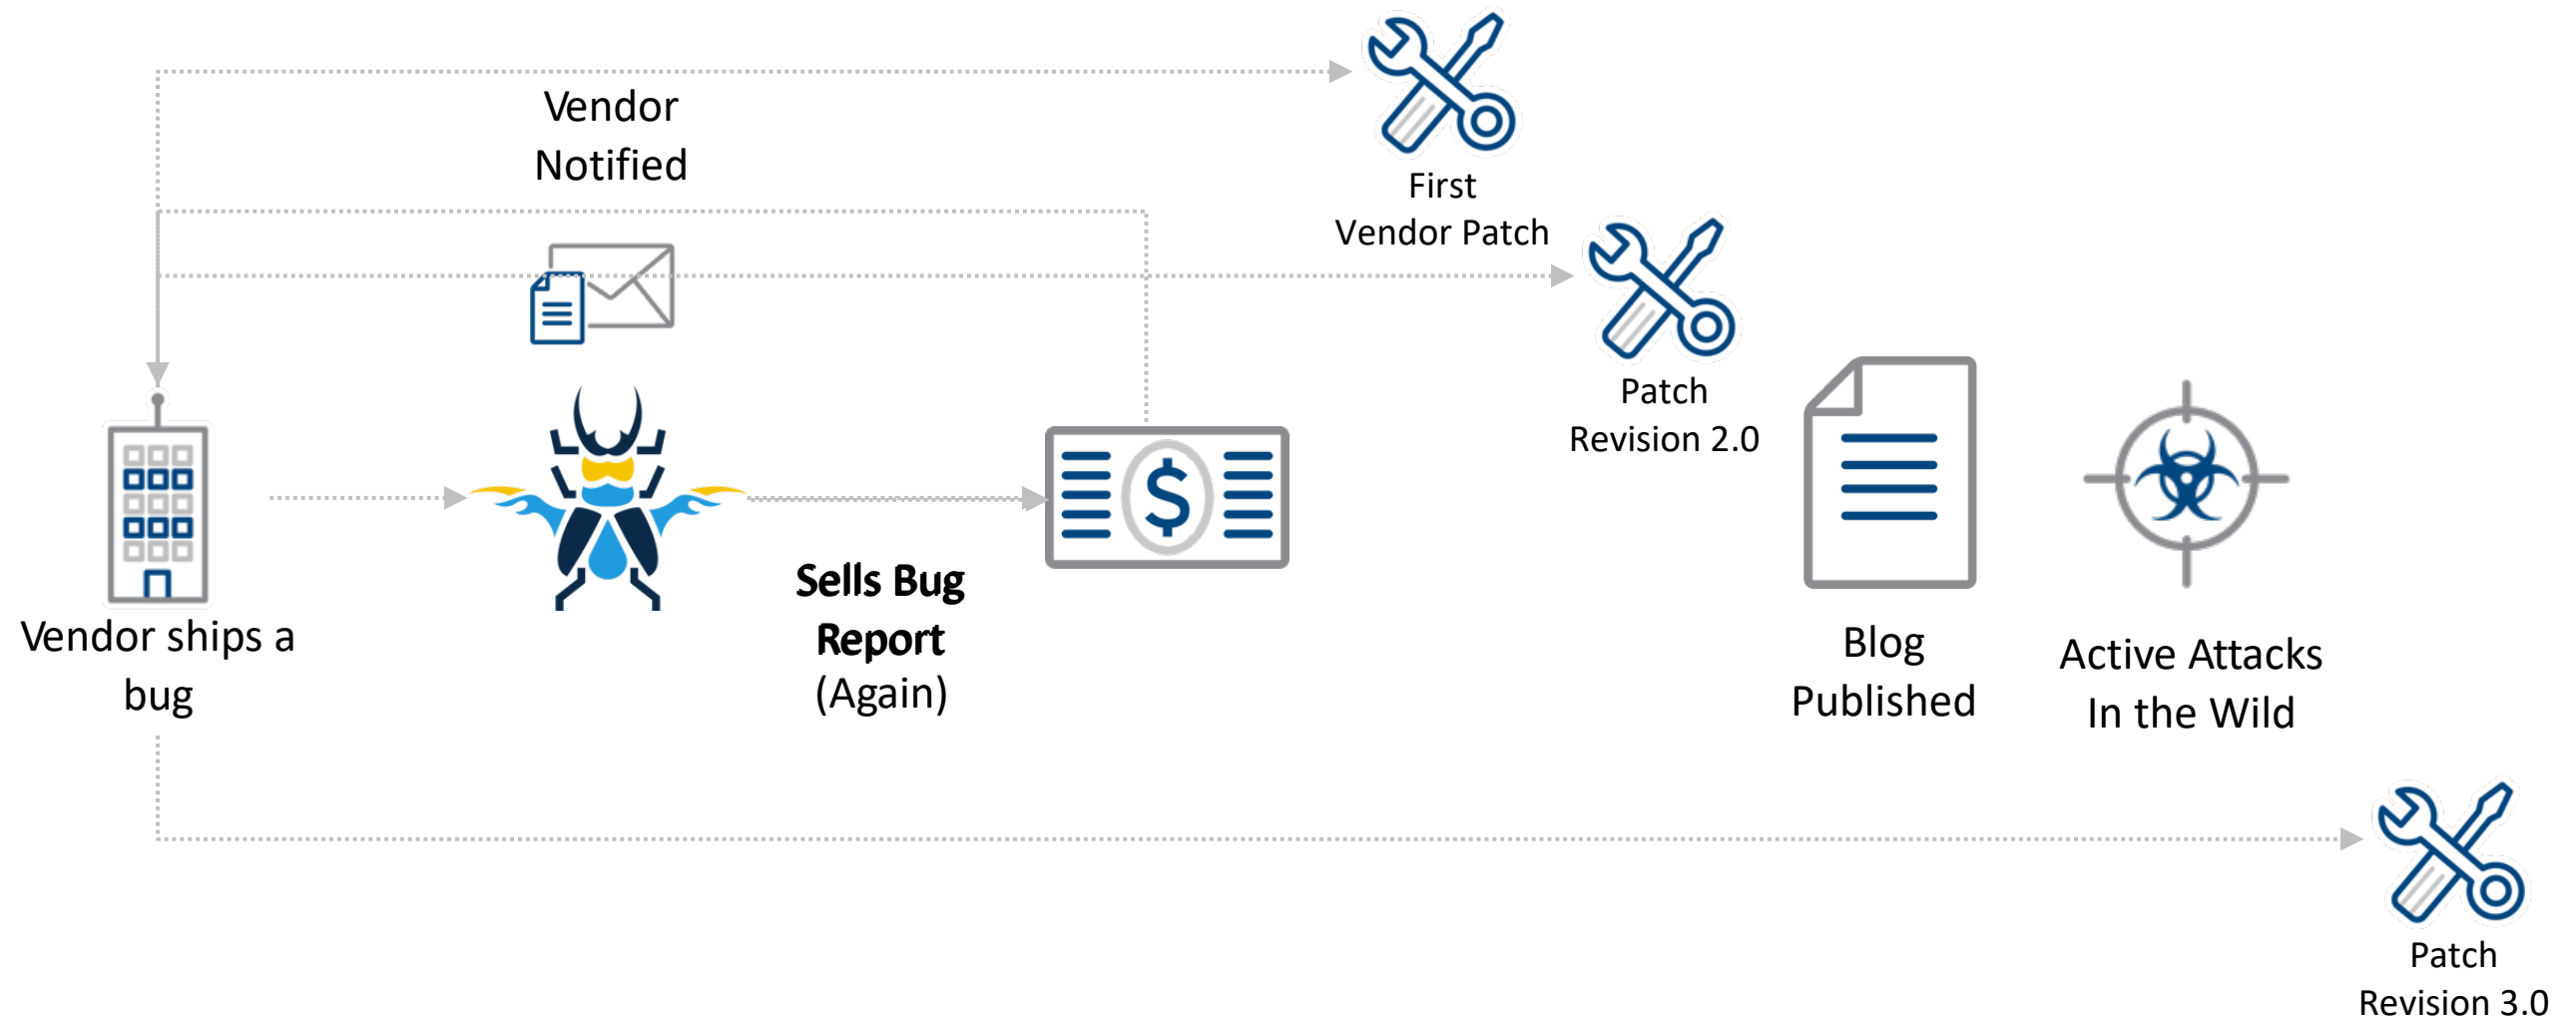 Vendor
Notified
First
Vendor Patch
Patch
Revision 2.0
$
Vendor ships a
bug
Sells Bug
Report
(Again)
Blog
Published
Active Attacks
In the Wild
Patch
Revision 3.0